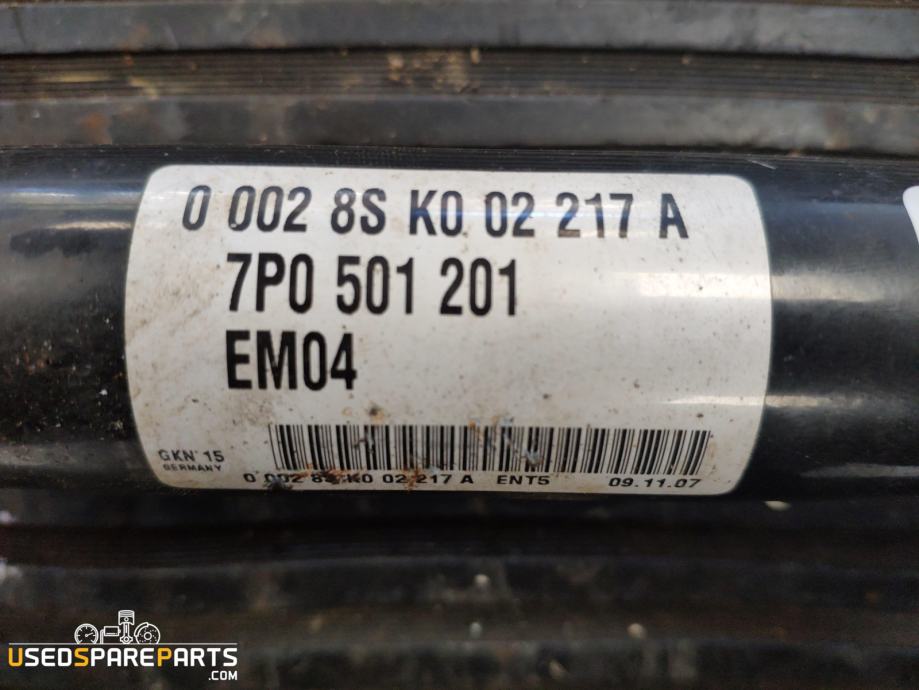 0 002 8S K0 02 217 A
7P0 501 201
EM04
GKN 15
GERMANY
0 002 8S K0 02 217 A ENT5 09.11.07
USEDSPAREPARTS
.COM